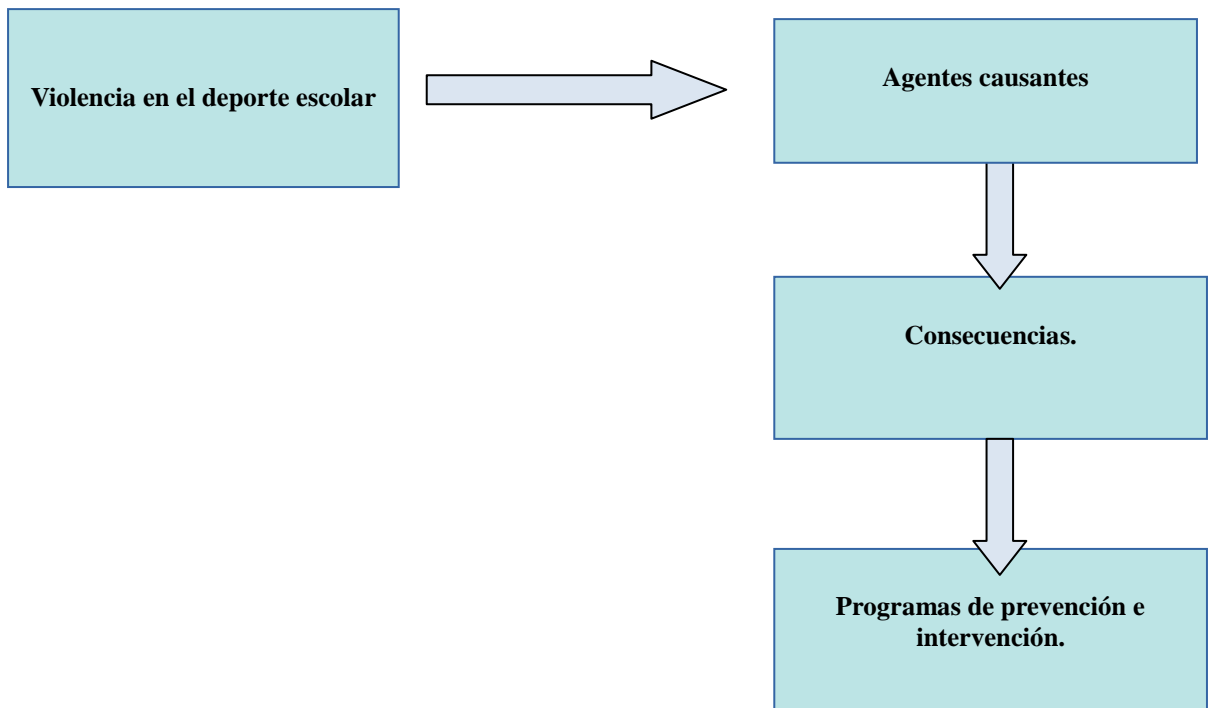 Violencia en el deporte escolar
Agentes causantes
Consecuencias.
Programas de prevención e
intervención.